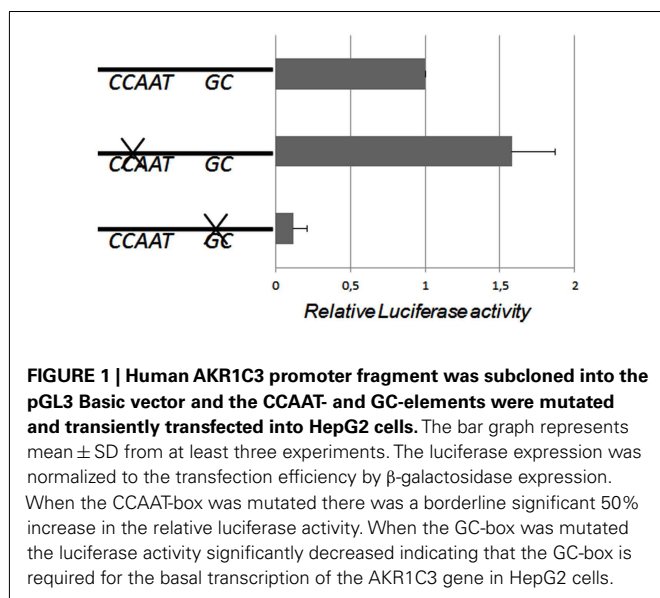 CCAAT GC
CCAAT GC
CCAAT GC
0 0,5 1 1,5 2
Relative Luciferase activity
FIGURE 1 | Human AKR1C3 promoter fragment was subcloned into the
pGL3 Basic vector and the CCAAT- and GC-elements were mutated
and transiently transfected into HepG2 cells. The bar graph represents
mean ± SD from at least three experiments. The luciferase expression was
normalized to the transfection efficiency by β-galactosidase expression.
When the CCAAT-box was mutated there was a borderline significant 50%
increase in the relative luciferase activity. When the GC-box was mutated
the luciferase activity significantly decreased indicating that the GC-box is
required for the basal transcription of the AKR1C3 gene in HepG2 cells.